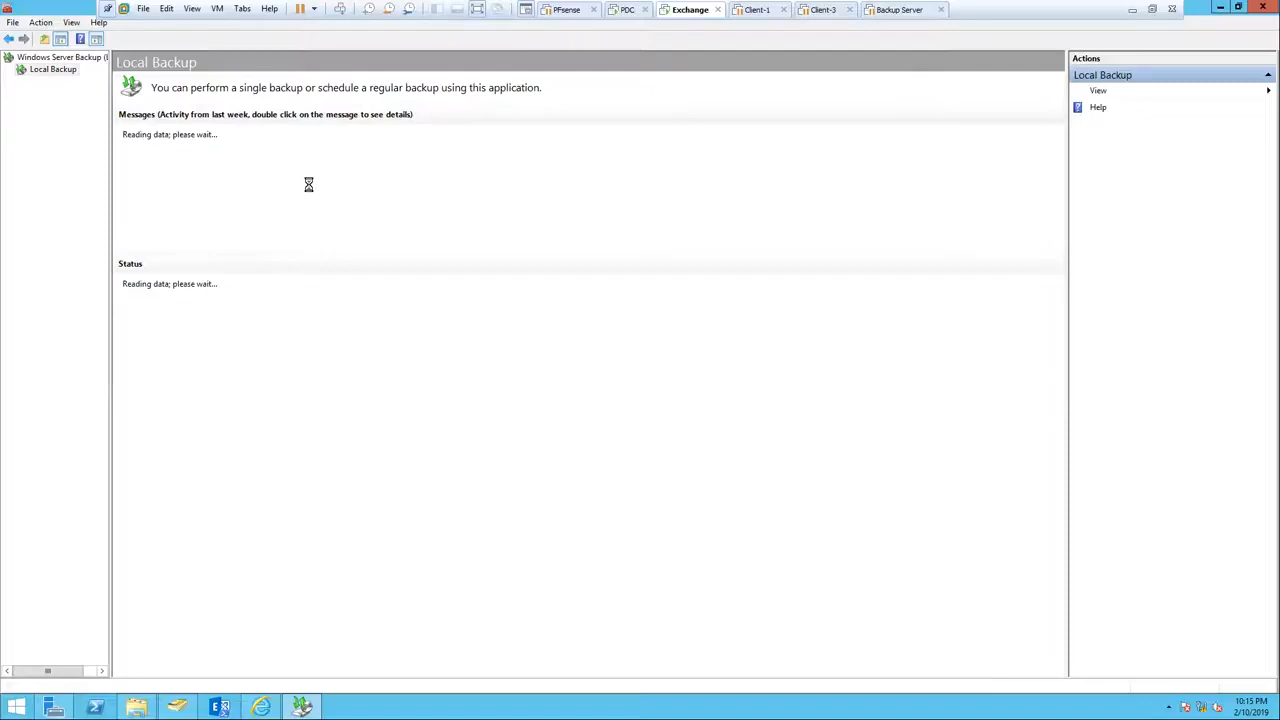 File Edit View VM Tabs Help
PFsense PDC Exchange Client-1 Client-3 Backup Server
File Action View Help
Windows Server Backup (
Local Backup
Local Backup
You can perform a single backup or schedule a regular backup using this application.
Messages (Activity from last week, double click on the message to see details)
Reading data; please wait...
Status
Reading data; please wait...
Actions
Local Backup
View
Help
10:15 PM
2/10/2019